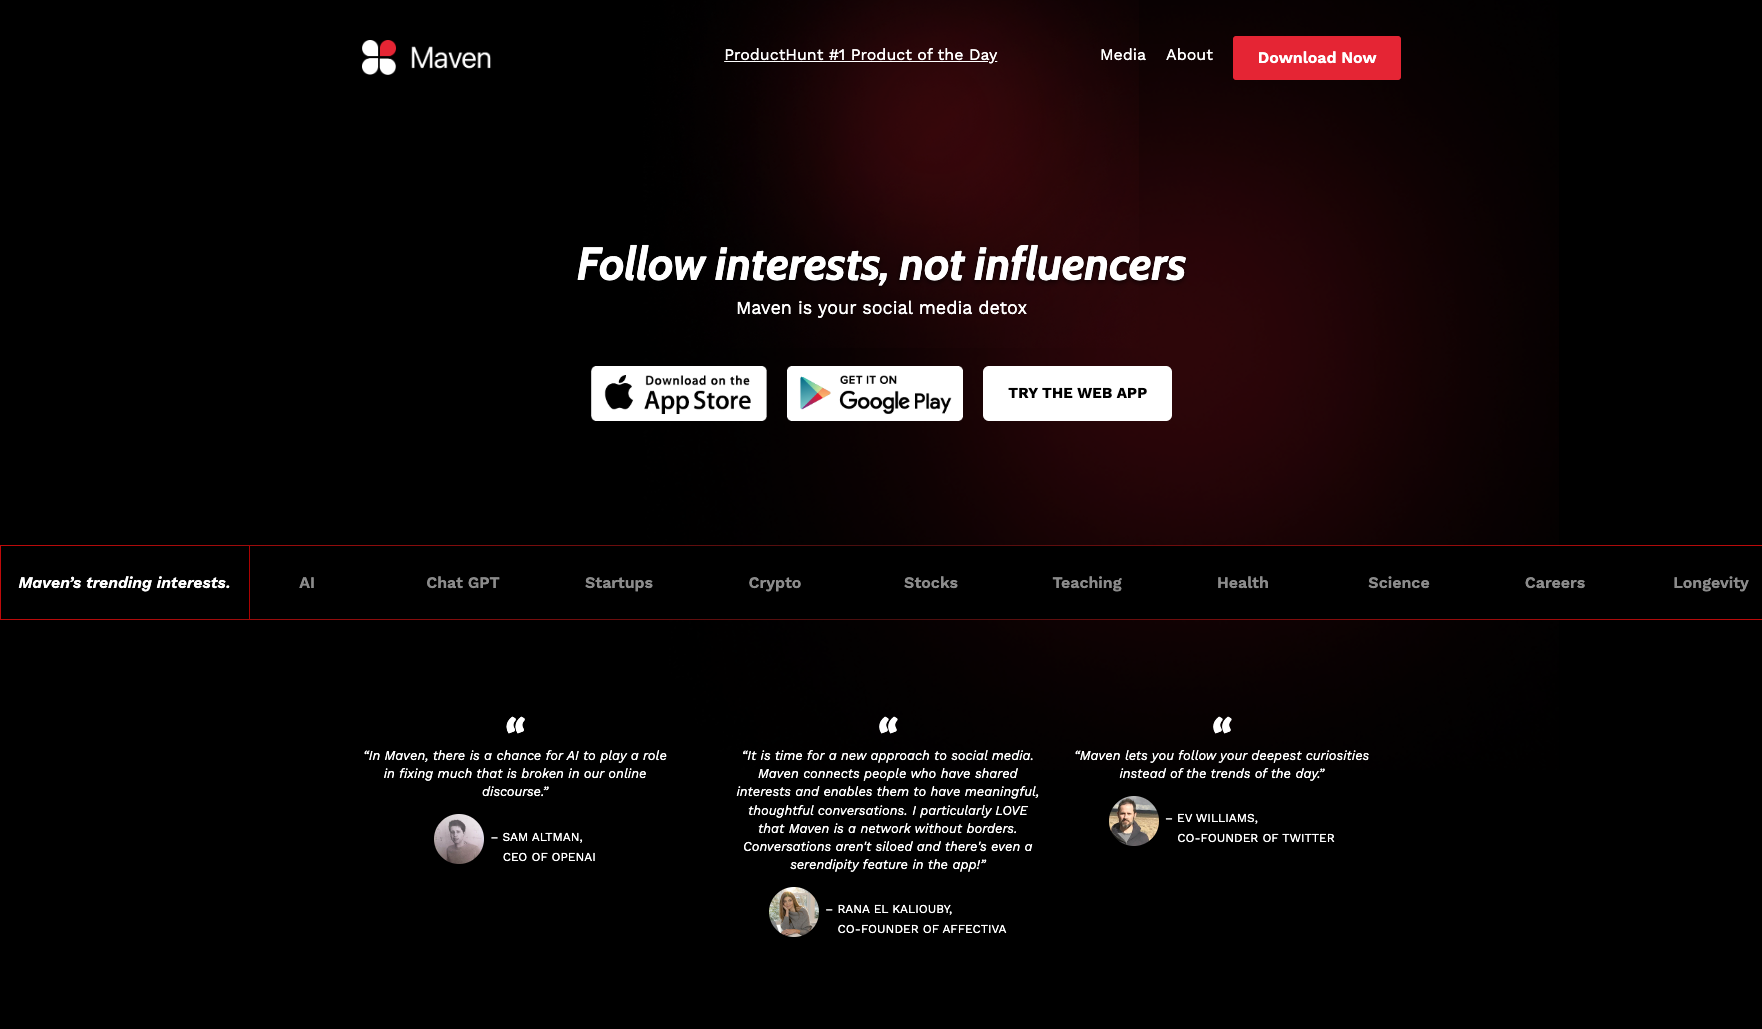 Maven
ProductHunt #1 Product of the Day
Media
About
Download Now
Follow interests, not influencers
Maven is your social media detox
Download on the
App Store
GET IT ON
Google Play
TRY THE WEB APP
Maven’s trending interests.
AI
Chat GPT
Startups
Crypto
Stocks
Teaching
Health
Science
Careers
Longevity
“
“In Maven, there is a chance for AI to play a role
in fixing much that is broken in our online
discourse.”
– SAM ALTMAN,
CEO OF OPENAI
“
“It is time for a new approach to social media.
Maven connects people who have shared
interests and enables them to have meaningful,
thoughtful conversations. I particularly LOVE
that Maven is a network without borders.
Conversations aren't siloed and there's even a
serendipity feature in the app!”
– RANA EL KALIOUBY,
CO-FOUNDER OF AFFECTIVA
“
“Maven lets you follow your deepest curiosities
instead of the trends of the day.”
– EV WILLIAMS,
CO-FOUNDER OF TWITTER